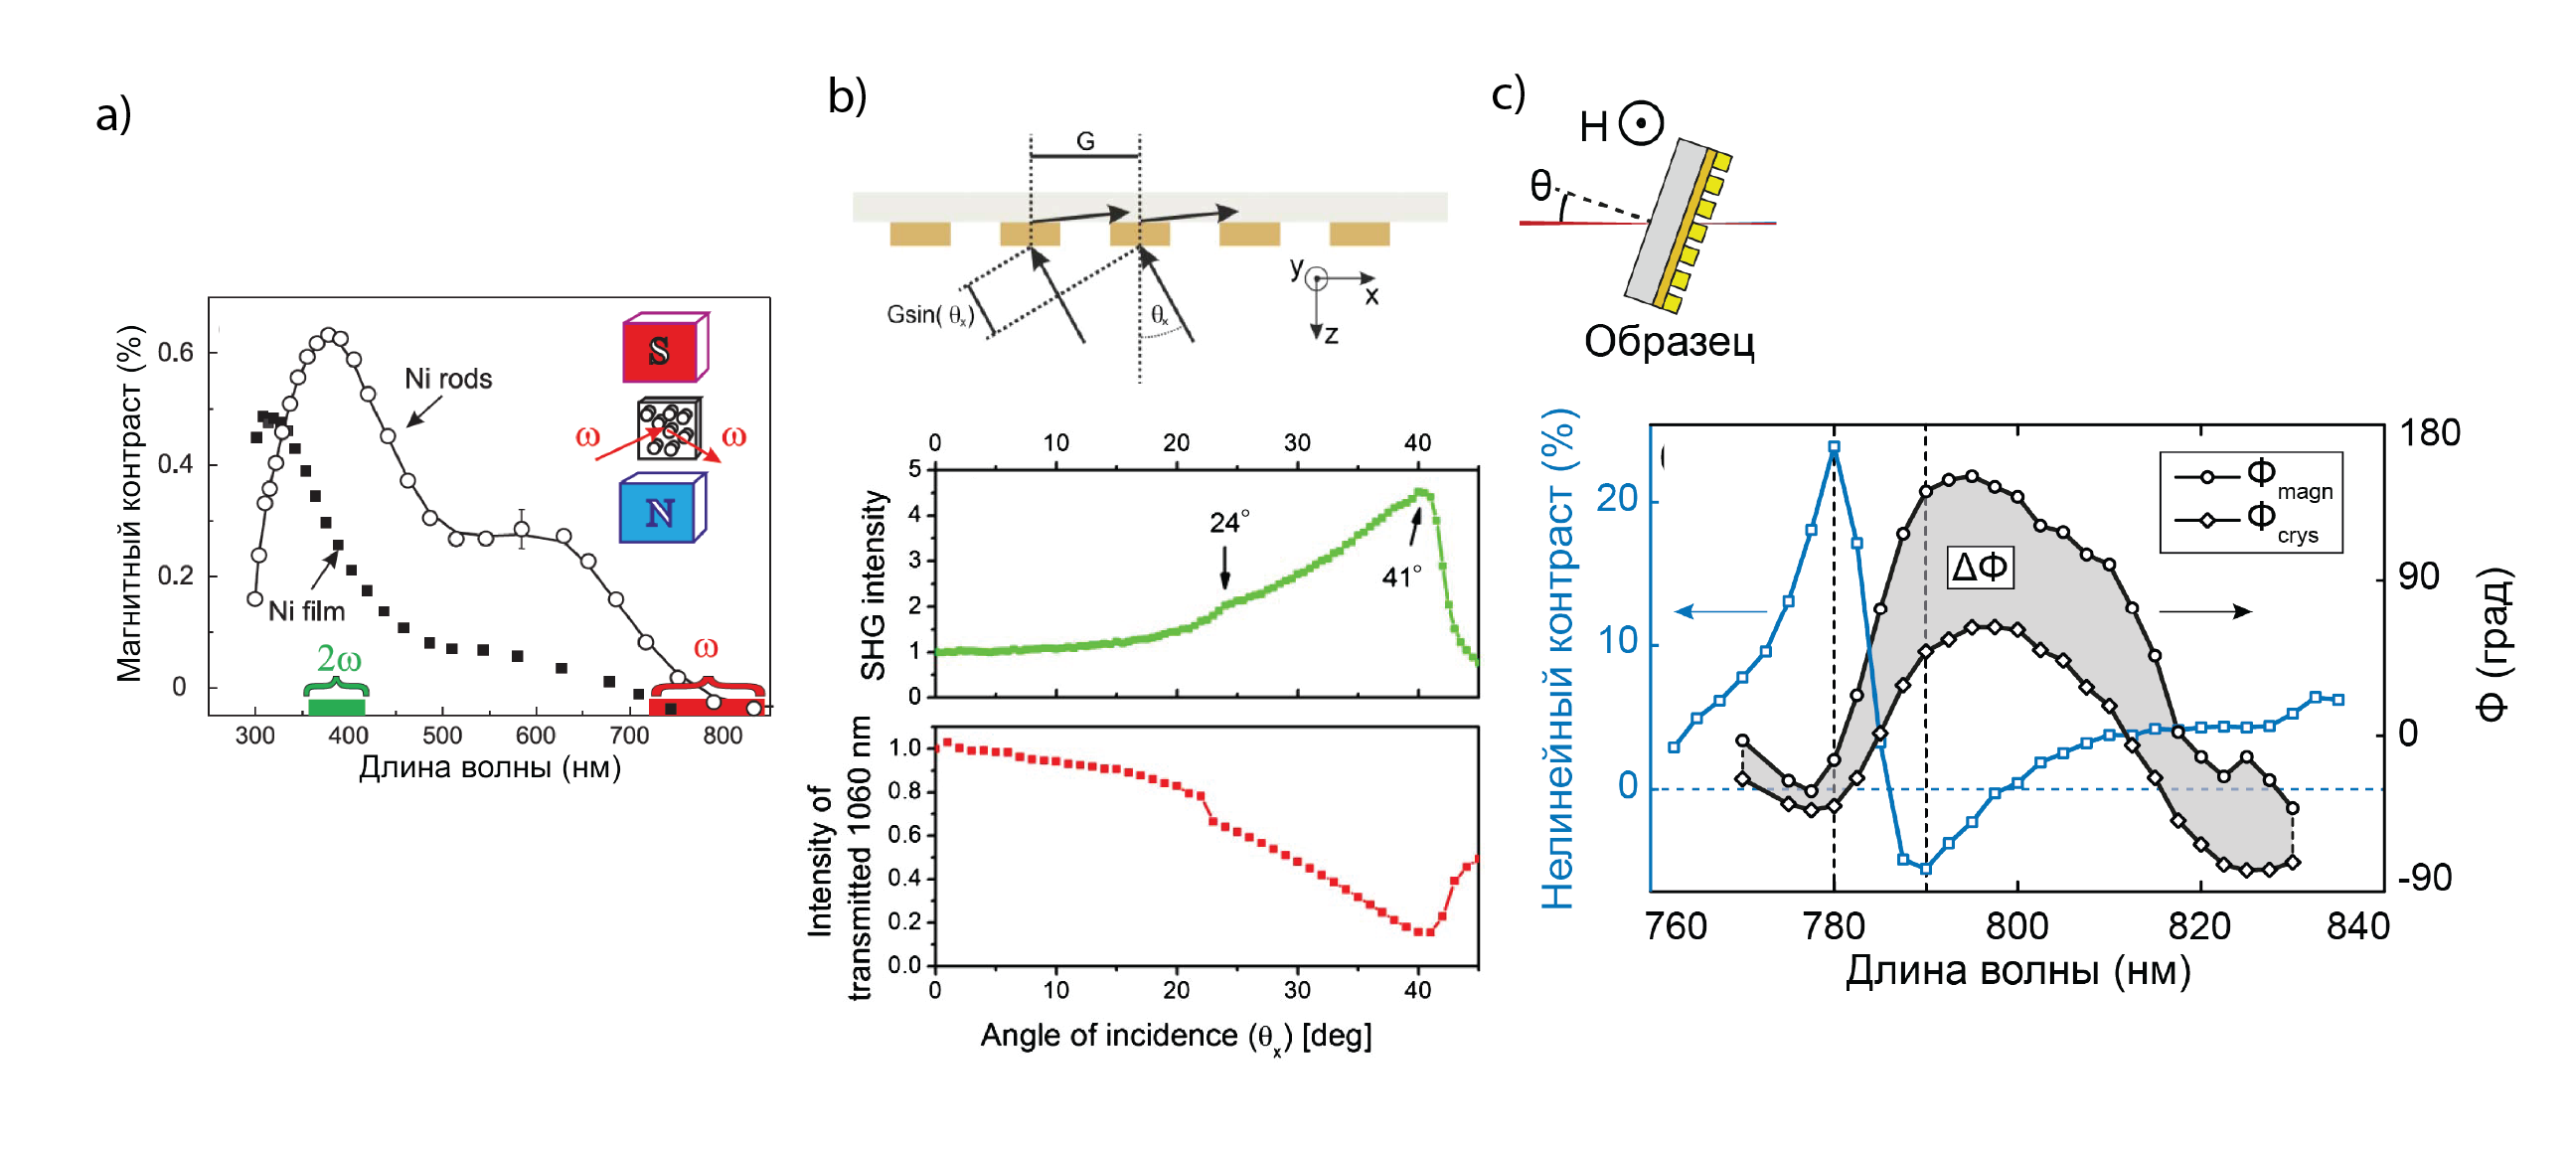 a)
Магнитный контраст (%)
0.6
0.4
0.2
0
300 400 500 600 700 800
Длина волны (нм)
Ni rods
Ni film
2ω
ω
S
ω ω
N
b)
G
Gsin( θx)
θx
y
x
z
0 10 20 30 40
SHG intensity
5
4
3
2
1
0
24°
41°
Intensity of
transmitted 1060 nm
1.0
0.8
0.6
0.4
0.2
0.0
0 10 20 30 40
Angle of incidence (θx) [deg]
c)
H
θ
Образец
Нелинейный контраст (%)
20
10
0
Φmagn
Φcrys
ΔΦ
180
90
0
-90
Φ (град)
760 780 800 820 840
Длина волны (нм)